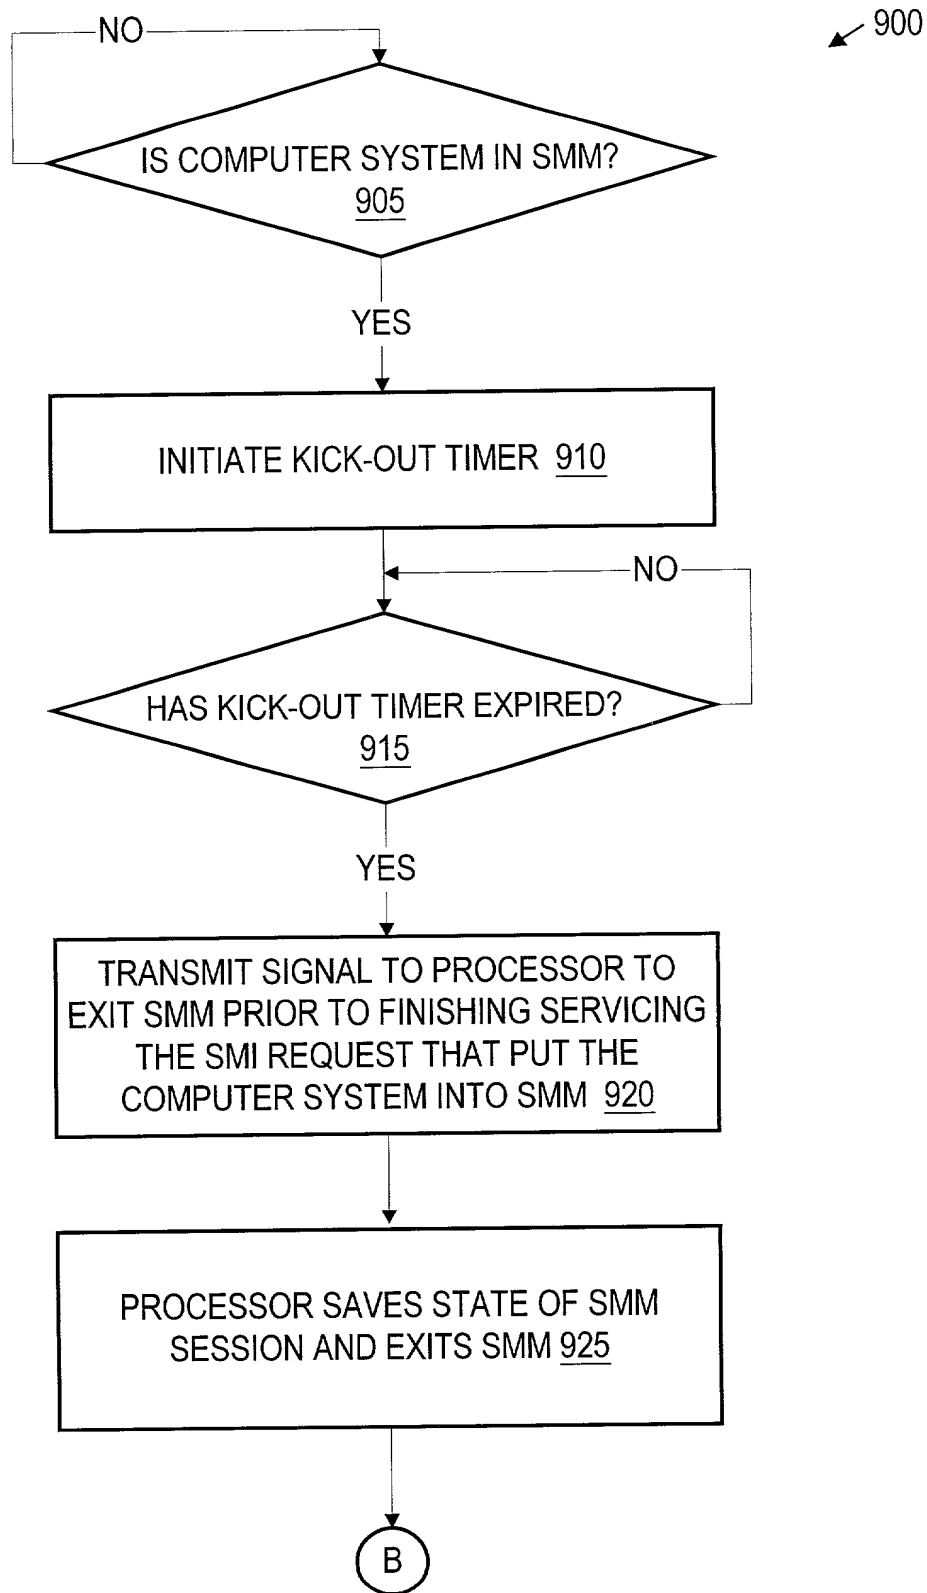 900
NO
IS COMPUTER SYSTEM IN SMM?
905
YES
INITIATE KICK-OUT TIMER 910
NO
HAS KICK-OUT TIMER EXPIRED?
915
YES
TRANSMIT SIGNAL TO PROCESSOR TO
EXIT SMM PRIOR TO FINISHING SERVICING
THE SMI REQUEST THAT PUT THE
COMPUTER SYSTEM INTO SMM 920
PROCESSOR SAVES STATE OF SMM
SESSION AND EXITS SMM 925
B